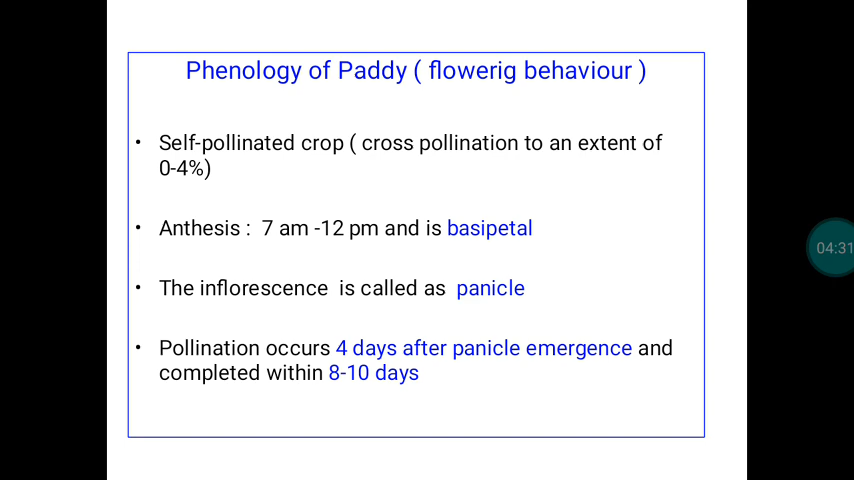 Phenology of Paddy ( flowerig behaviour )
• Self-pollinated crop ( cross pollination to an extent of
0-4%)
• Anthesis : 7 am -12 pm and is basipetal
• The inflorescence is called as panicle
• Pollination occurs 4 days after panicle emergence and
completed within 8-10 days
04:31